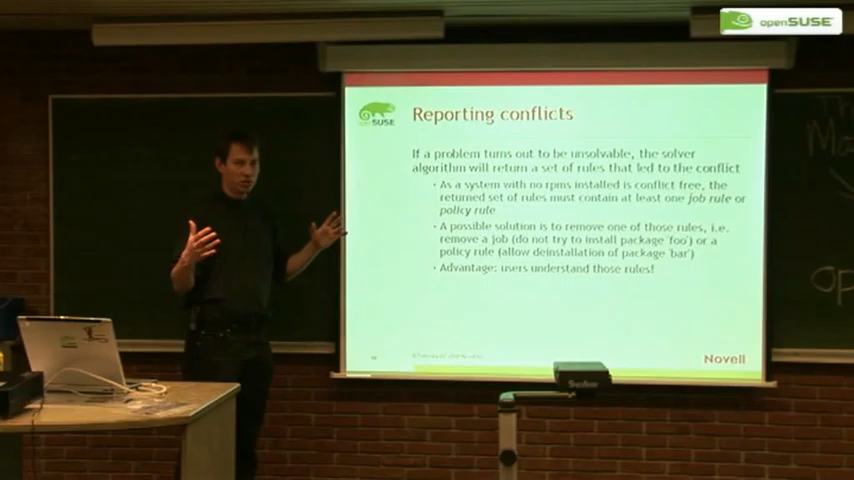 openSUSE
SUSE
Reporting conflicts
If a problem turns out to be unsolvable, the solver
algorithm will return a set of rules that led to the conflict
• As a system with no rpms installed is conflict free, the
returned set of rules must contain at least one job rule or
policy rule
• A possible solution is to remove one of those rules, i.e.
remove a job (do not try to install package 'foo') or a
policy rule (allow deinstallation of package 'bar')
• Advantage: users understand those rules!
Novell